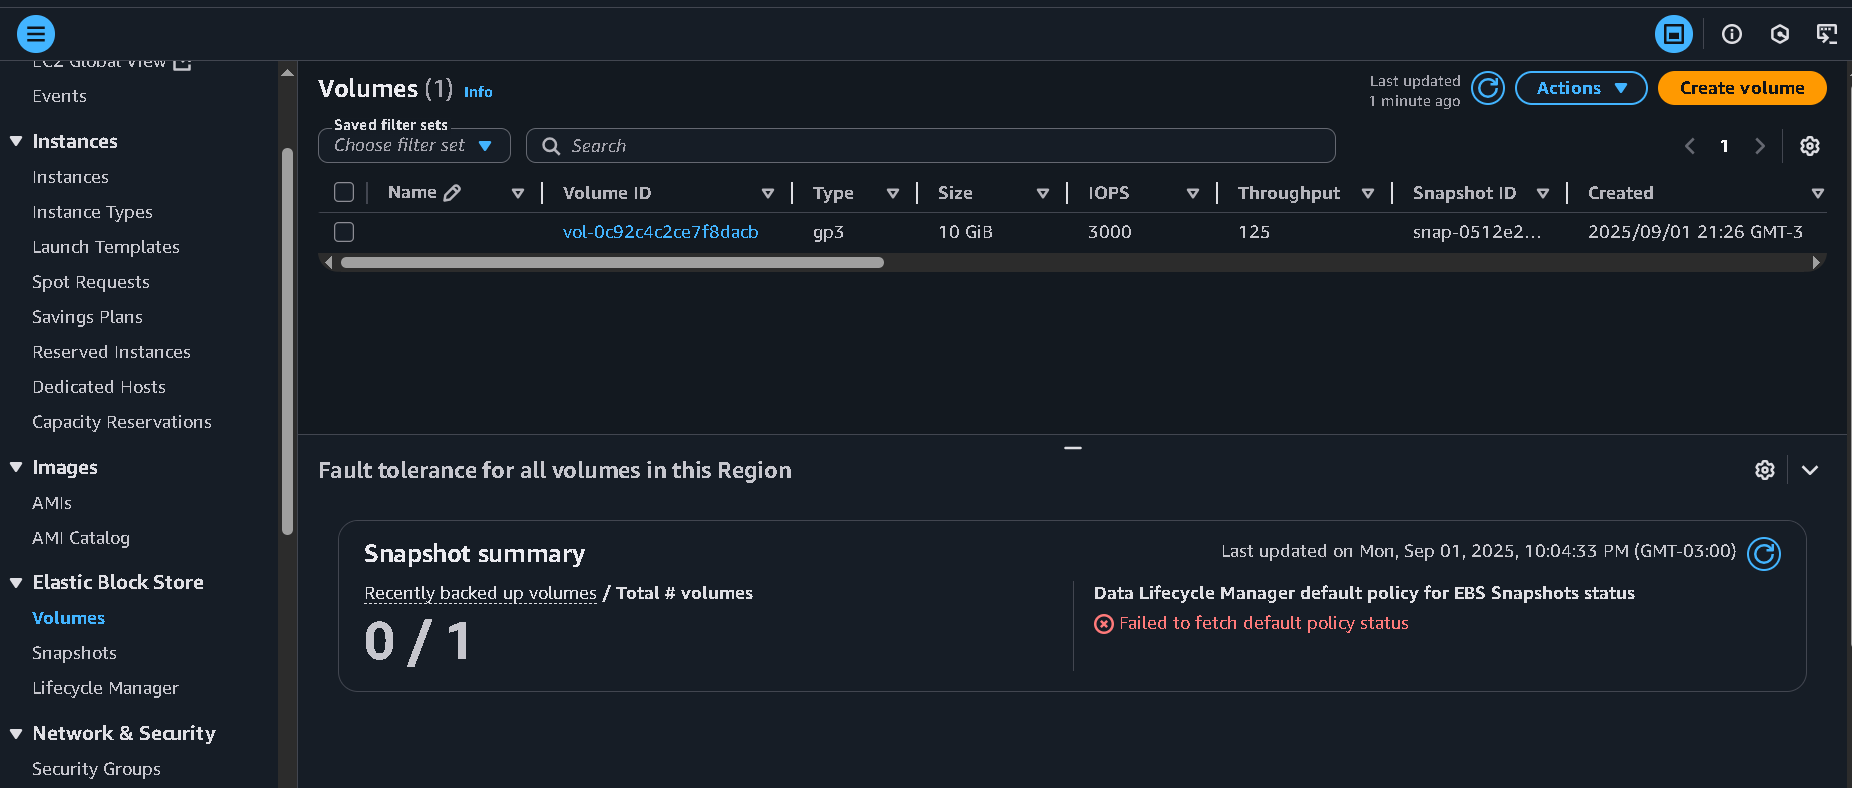 EC2 Global View
Events
Instances
Instances
Instance Types
Launch Templates
Spot Requests
Savings Plans
Reserved Instances
Dedicated Hosts
Capacity Reservations
Images
AMIs
AMI Catalog
Elastic Block Store
Volumes
Snapshots
Lifecycle Manager
Network & Security
Security Groups
Volumes (1) Info
Last updated
1 minute ago
Actions
Create volume
Saved filter sets
Choose filter set
Search
1
Name Volume ID Type Size IOPS Throughput Snapshot ID Created
vol-0c92c4c2ce7f8dacb gp3 10 GiB 3000 125 snap-0512e2... 2025/09/01 21:26 GMT-3
Fault tolerance for all volumes in this Region
Snapshot summary
Last updated on Mon, Sep 01, 2025, 10:04:33 PM (GMT-03:00)
Recently backed up volumes / Total # volumes
0 / 1
Data Lifecycle Manager default policy for EBS Snapshots status
Failed to fetch default policy status